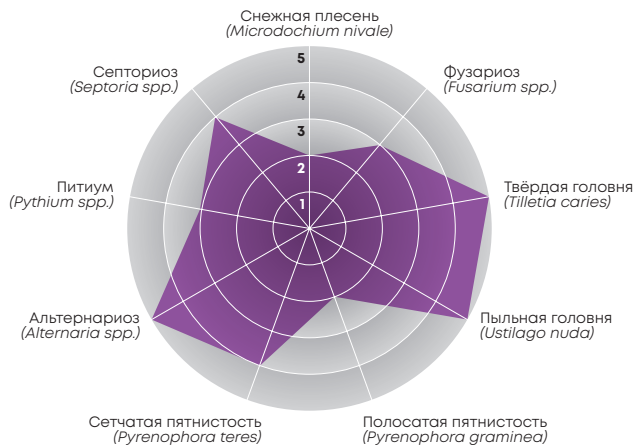 Снежная плесень
(Microdochium nivale)
Фузариоз
(Fusarium spp.)
Твёрдая головня
(Tilletia caries)
Пыльная головня
(Ustilago nuda)
Полосатая пятнистость
(Pyrenophora graminea)
Сетчатая пятнистость
(Pyrenophora teres)
Альтернариоз
(Alternaria spp.)
Питиум
(Pythium spp.)
Септориоз
(Septoria spp.)
5
4
3
2
1